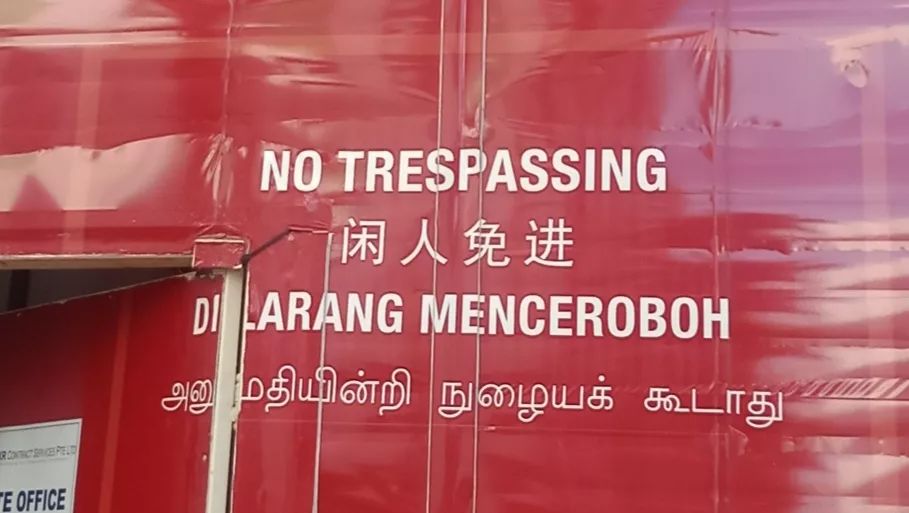 NO TRESPASSING
闲人免进
DILARANG MENCEROBOH
அனுமதியின்றி நுழையக் கூடாது
CONTRACT SERVICES PTE LTD
OFFICE